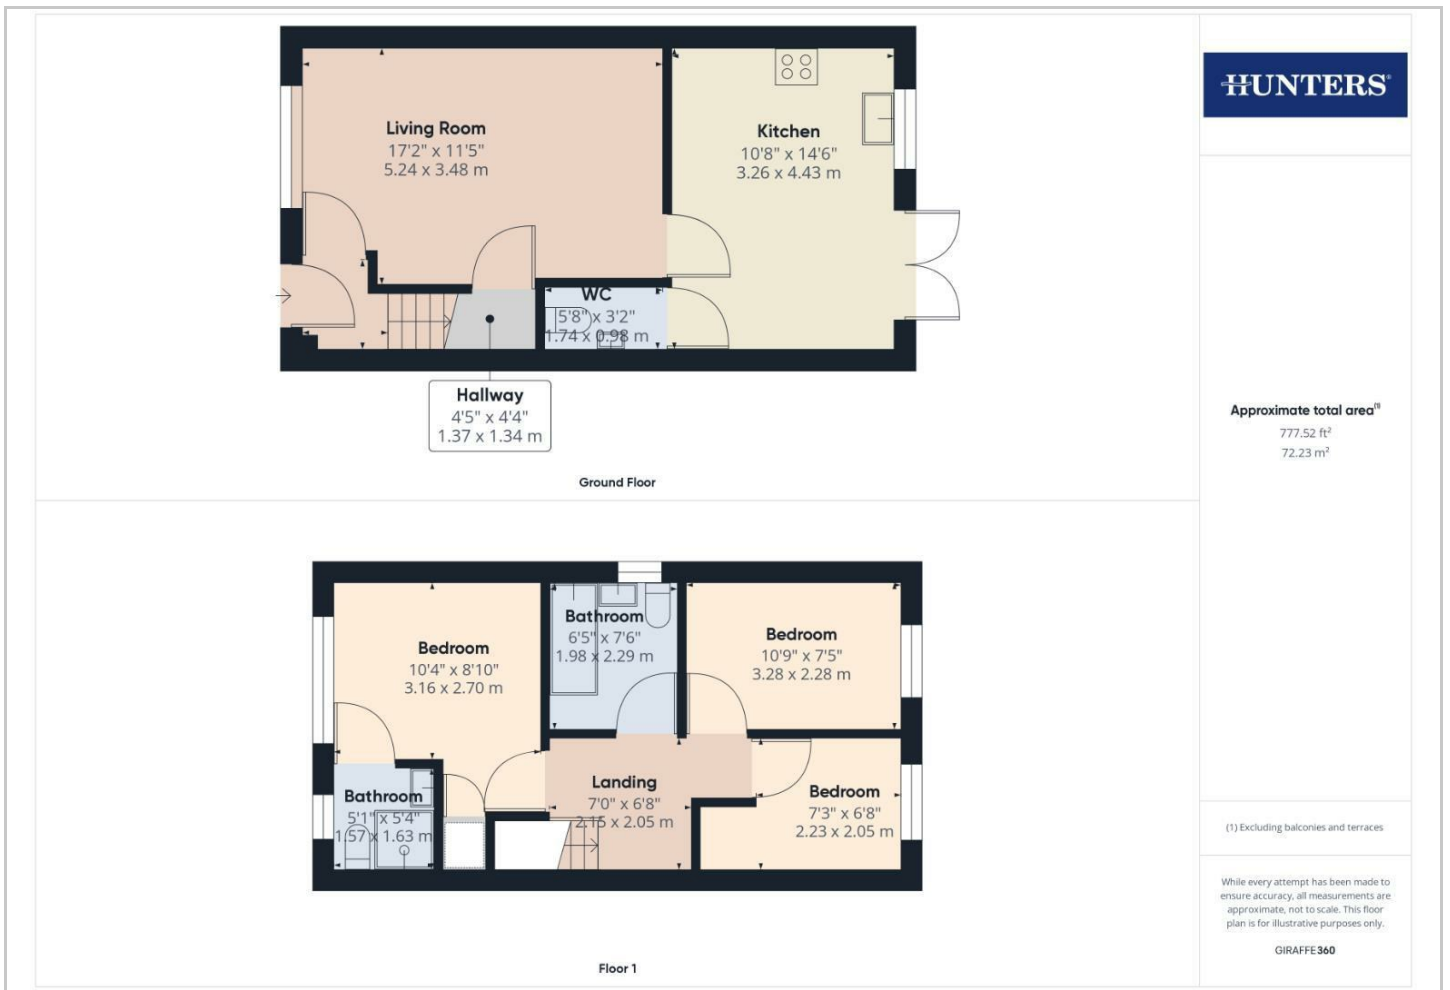 Living Room
17'2" x 11'5"
5.24 x 3.48 m
Kitchen
10'8" x 14'6"
3.26 x 4.43 m
WC
5'8" x 3'2"
1.74 x 0.98 m
Hallway
4'5" x 4'4"
1.37 x 1.34 m
Ground Floor
Bedroom
10'4" x 8'10"
3.16 x 2.70 m
Bathroom
6'5" x 7'6"
1.98 x 2.29 m
Bedroom
10'9" x 7'5"
3.28 x 2.28 m
Bathroom
5'1" x 5'4"
1.57 x 1.63 m
Landing
7'0" x 6'8"
2.15 x 2.05 m
Bedroom
7'3" x 6'8"
2.23 x 2.05 m
Floor 1
HUNTERS®
Approximate total area(1)
777.52 ft²
72.23 m²
(1) Excluding balconies and terraces
While every attempt has been made to
ensure accuracy, all measurements are
approximate, not to scale. This floor
plan is for illustrative purposes only.
GIRAFFE360